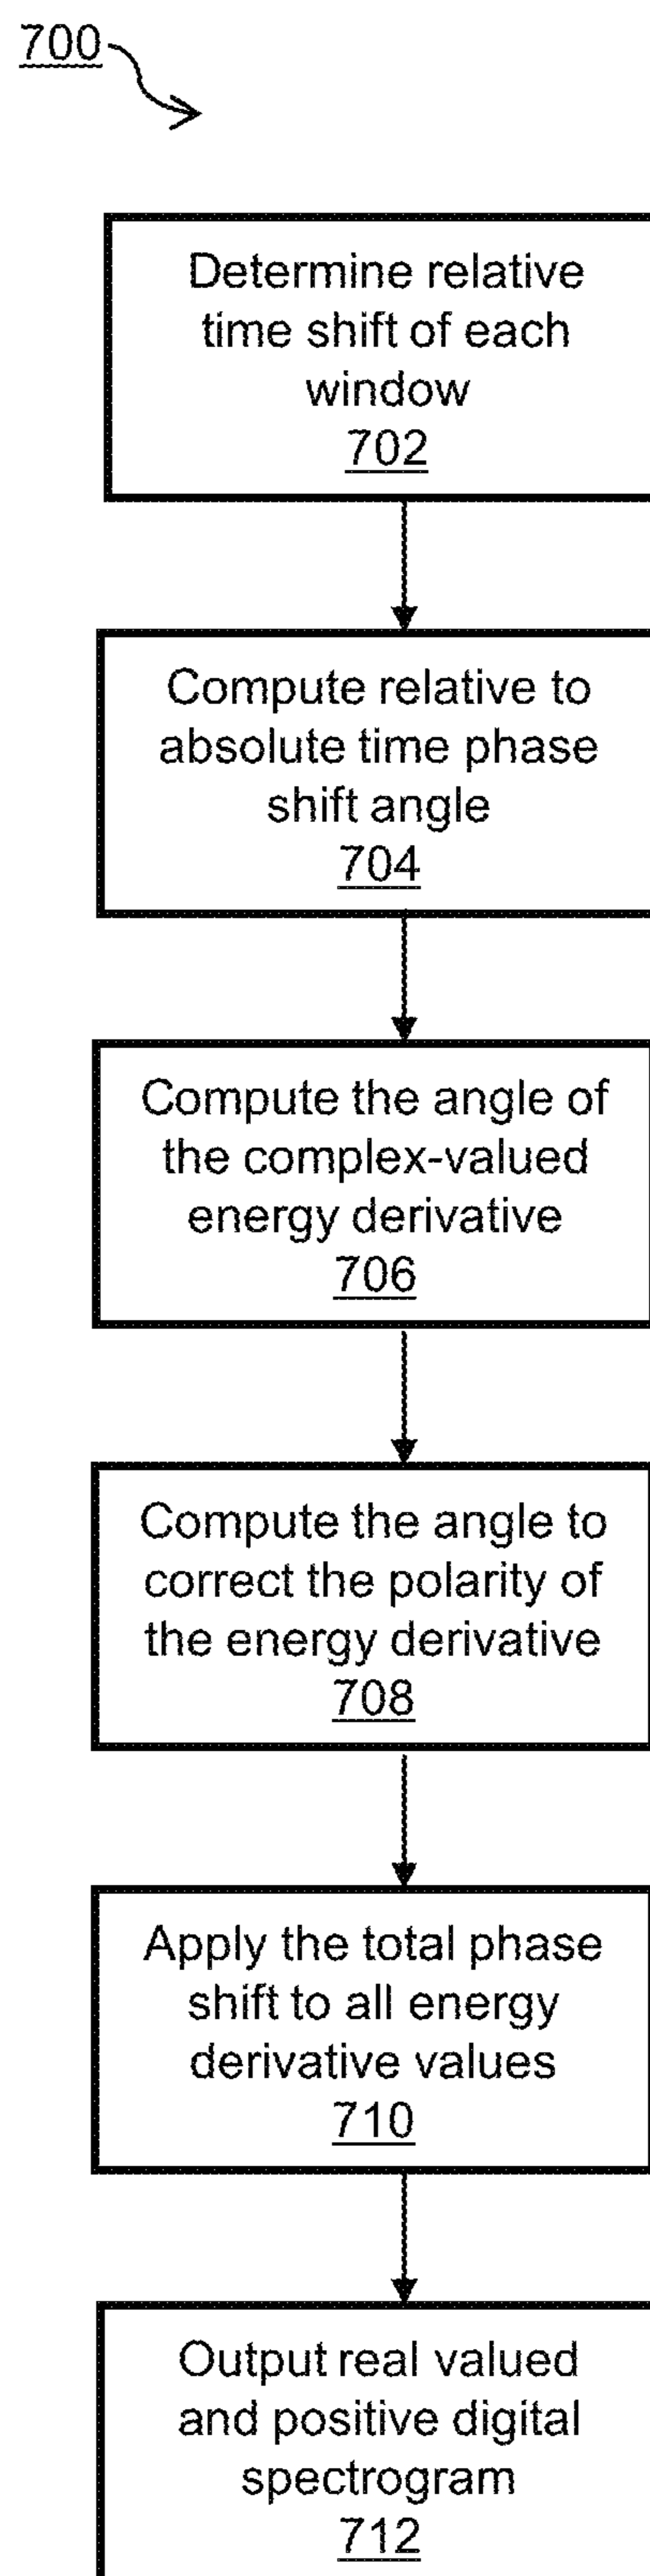 700
Determine relative
time shift of each
window
702
Compute relative to
absolute time phase
shift angle
704
Compute the angle of
the complex-valued
energy derivative
706
Compute the angle to
correct the polarity of
the energy derivative
708
Apply the total phase
shift to all energy
derivative values
710
Output real valued
and positive digital
spectrogram
712